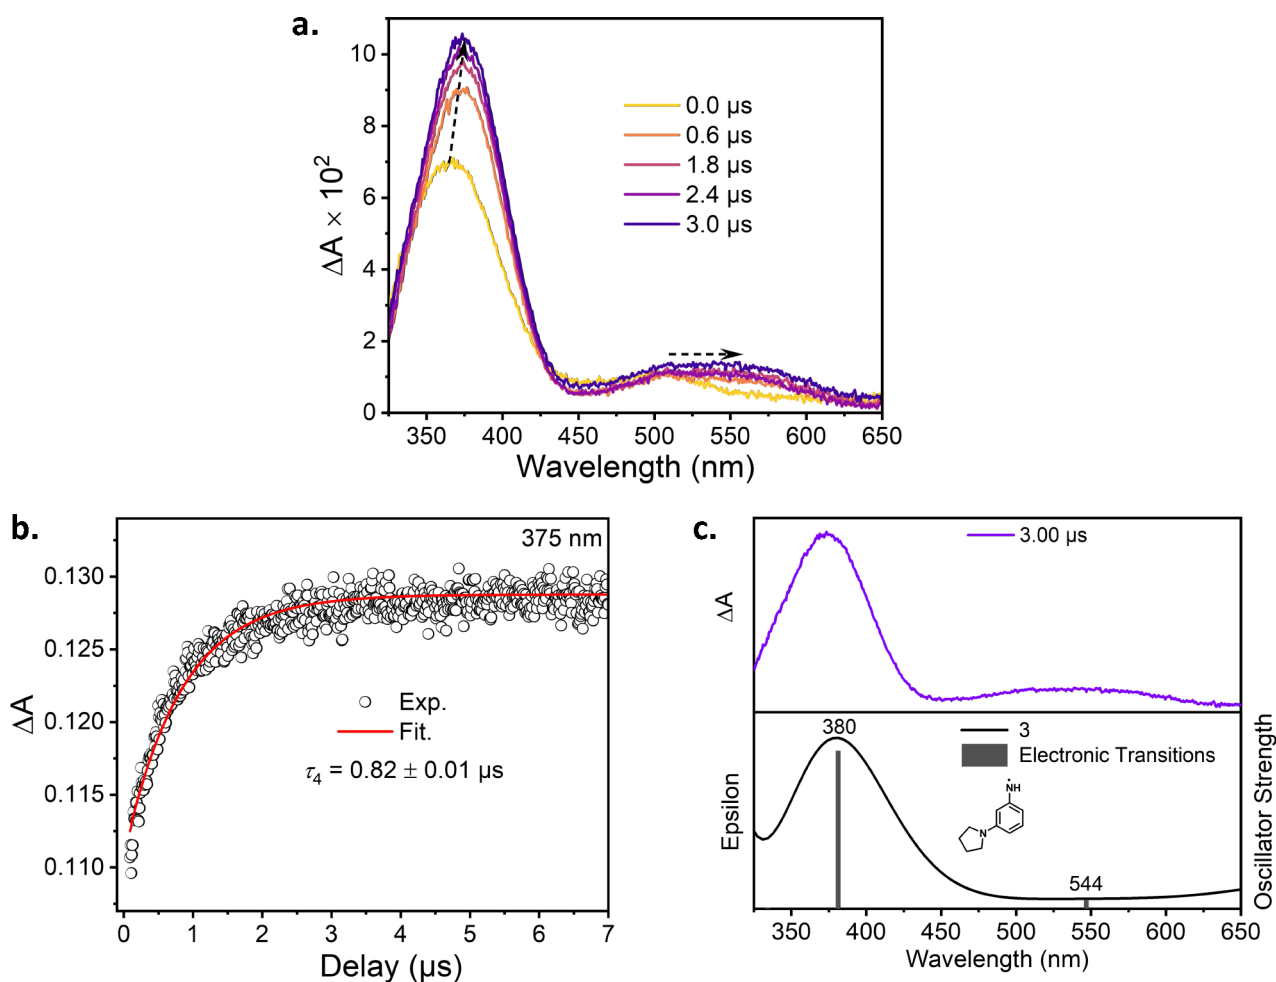 a.
ΔA × 10²
10
8
6
4
2
0
0.0 µs
0.6 µs
1.8 µs
2.4 µs
3.0 µs
350 400 450 500 550 600 650
Wavelength (nm)
b.
375 nm
ΔA
0.130
0.125
0.120
0.115
0.110
Exp.
Fit.
τ₄ = 0.82 ± 0.01 µs
0 1 2 3 4 5 6 7
Delay (µs)
c.
3.00 µs
ΔA
380
3
Electronic Transitions
NH
N
544
Epsilon
Oscillator Strength
350 400 450 500 550 600 650
Wavelength (nm)